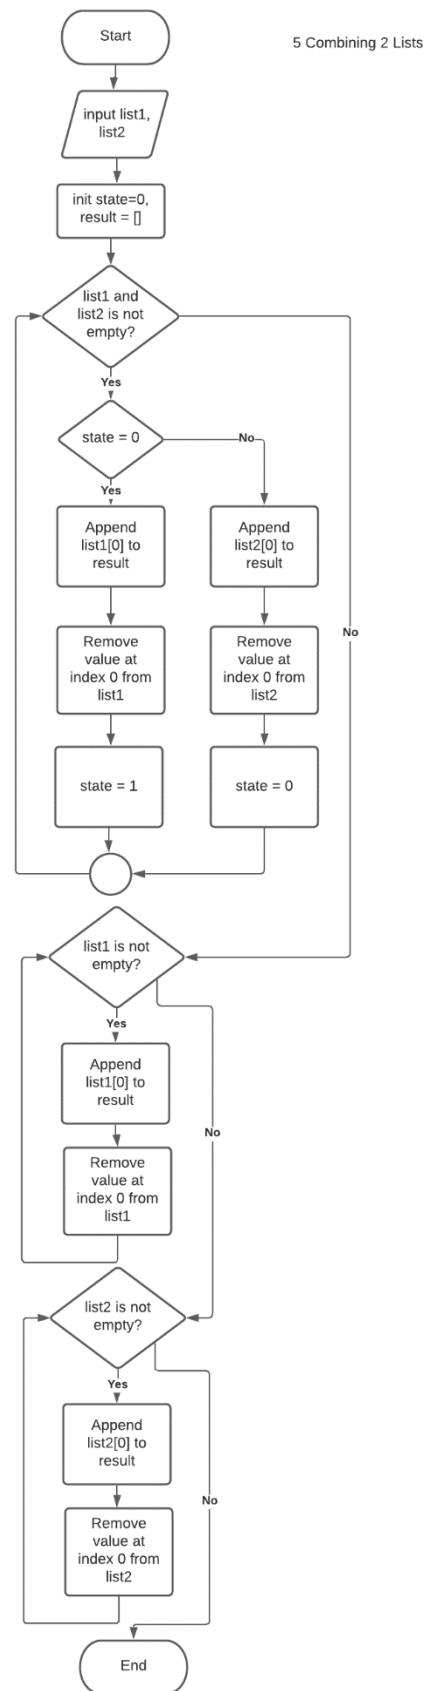 Start
5 Combining 2 Lists
input list1,
list2
init state=0,
result = []
list1 and
list2 is not
empty?
Yes
state = 0
No
Yes
Append
list1[0] to
result
Append
list2[0] to
result
Remove
value at
index 0 from
list1
Remove
value at
index 0 from
list2
No
state = 1
state = 0
list1 is not
empty?
Yes
Append
list1[0] to
result
No
Remove
value at
index 0 from
list1
list2 is not
empty?
Yes
Append
list2[0] to
result
No
Remove
value at
index 0 from
list2
End